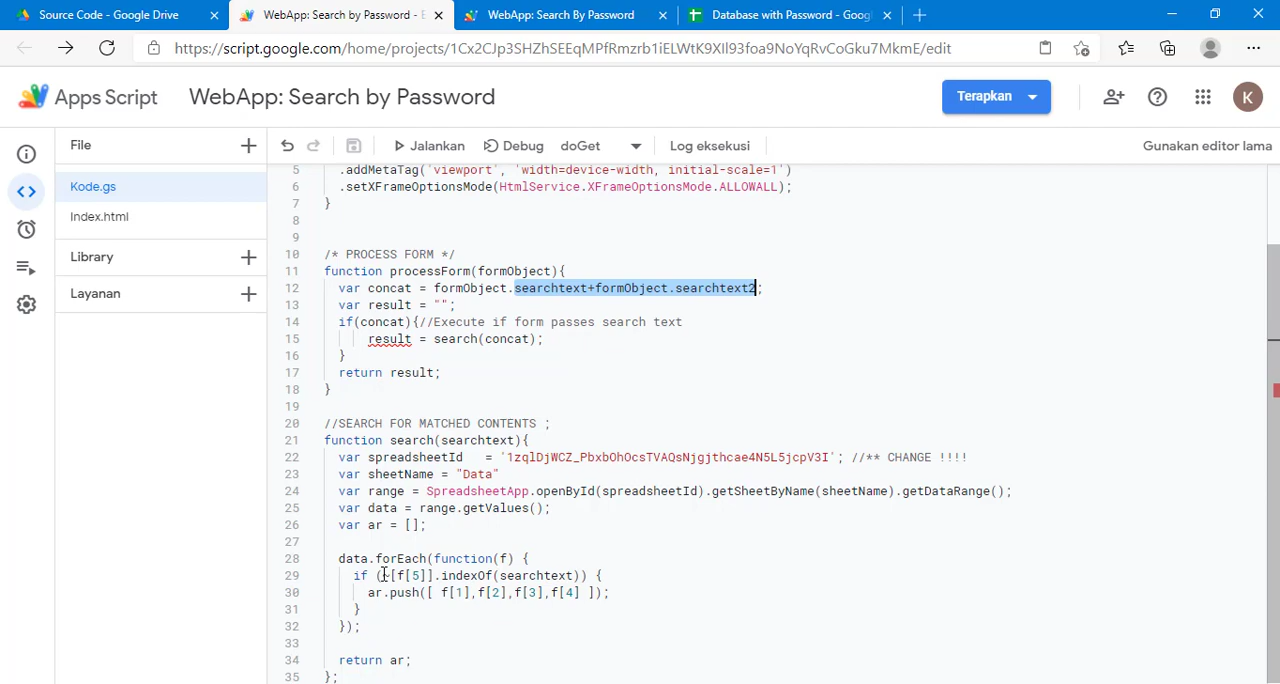 Source Code - Google Drive
WebApp: Search by Password - E
WebApp: Search By Password
Database with Password - Goog
https://script.google.com/home/projects/1Cx2CJp3SHZhSEEqMPfRmzrb1iELWtK9XIl93foa9NoYqRvCoGku7MkmE/edit
Apps Script
WebApp: Search by Password
Terapkan
K
File
Jalankan
Debug
doGet
Log eksekusi
Gunakan editor lama
Kode.gs
Index.html
Library
Layanan
5 .addMetaTag('viewport', 'width=device-width, initial-scale=1')
6 .setXFrameOptionsMode(HtmlService.XFrameOptionsMode.ALLOWALL);
7 }
8
9
10 /* PROCESS FORM */
11 function processForm(formObject){
12 var concat = formObject.searchtext+formObject.searchtext2;
13 var result = "";
14 if(concat){//Execute if form passes search text
15 result = search(concat);
16 }
17 return result;
18 }
19
20 //SEARCH FOR MATCHED CONTENTS ;
21 function search(searchtext){
22 var spreadsheetId = '1zqlDjWCZ_PbxbOhOcsTVAQsNjgjthcae4N5L5jcpV3I'; //** CHANGE !!!!
23 var sheetName = "Data"
24 var range = SpreadsheetApp.openById(spreadsheetId).getSheetByName(sheetName).getDataRange();
25 var data = range.getValues();
26 var ar = [];
27
28 data.forEach(function(f) {
29 if (~[f[5]].indexOf(searchtext)) {
30 ar.push([ f[1],f[2],f[3],f[4] ]);
31 }
32 });
33
34 return ar;
35 };